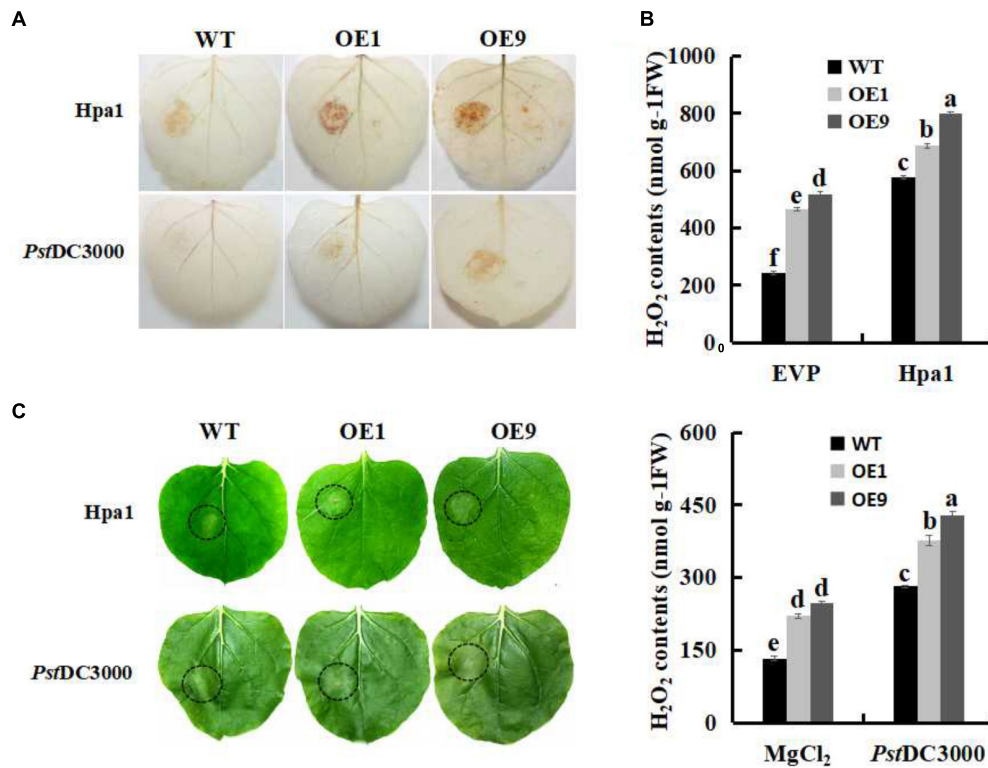 A
WT OE1 OE9
Hpa1
PstDC3000
B
H₂O₂ contents (nmol g-1FW)
1000
800
600
400
200
0
0
WT
OE1
OE9
f e d c b a
EVP Hpa1
C
WT OE1 OE9
Hpa1
PstDC3000
H₂O₂ contents (nmol g-1FW)
600
450
300
150
0
WT
OE1
OE9
e d d c b a
MgCl₂ PstDC3000